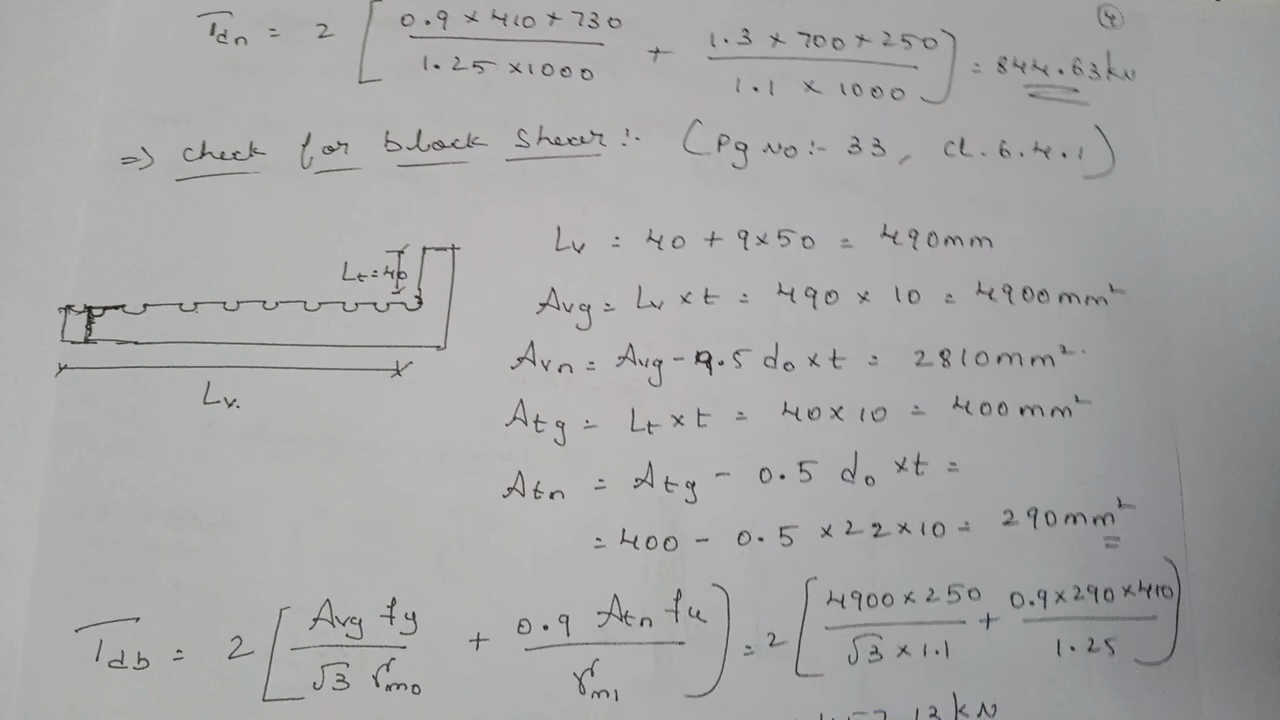 ④
Tdn = 2 [ 0.9 × 410 × 730 / 1.25 × 1000 + 1.3 × 700 × 250 / 1.1 × 1000 ] = 844.63 kN
⇒ Check for block shear :- (Pg No :- 33, cl. 6.4.1)
Lv = 40 + 9×50 = 490mm
Lt = 40
Avg = Lv × t = 490 × 10 = 4900 mm²
Avn = Avg - 9.5 do × t = 2810 mm²
Lv.
Atg = Lt × t = 40 × 10 = 400 mm²
Atn = Atg - 0.5 do × t =
= 400 - 0.5 × 22 × 10 = 290 mm²
Tdb = 2 [ Avg fy / √3 γm0 + 0.9 Atn fu / γm1 ] = 2 [ 4900 × 250 / √3 × 1.1 + 0.9 × 290 × 410 / 1.25 ]